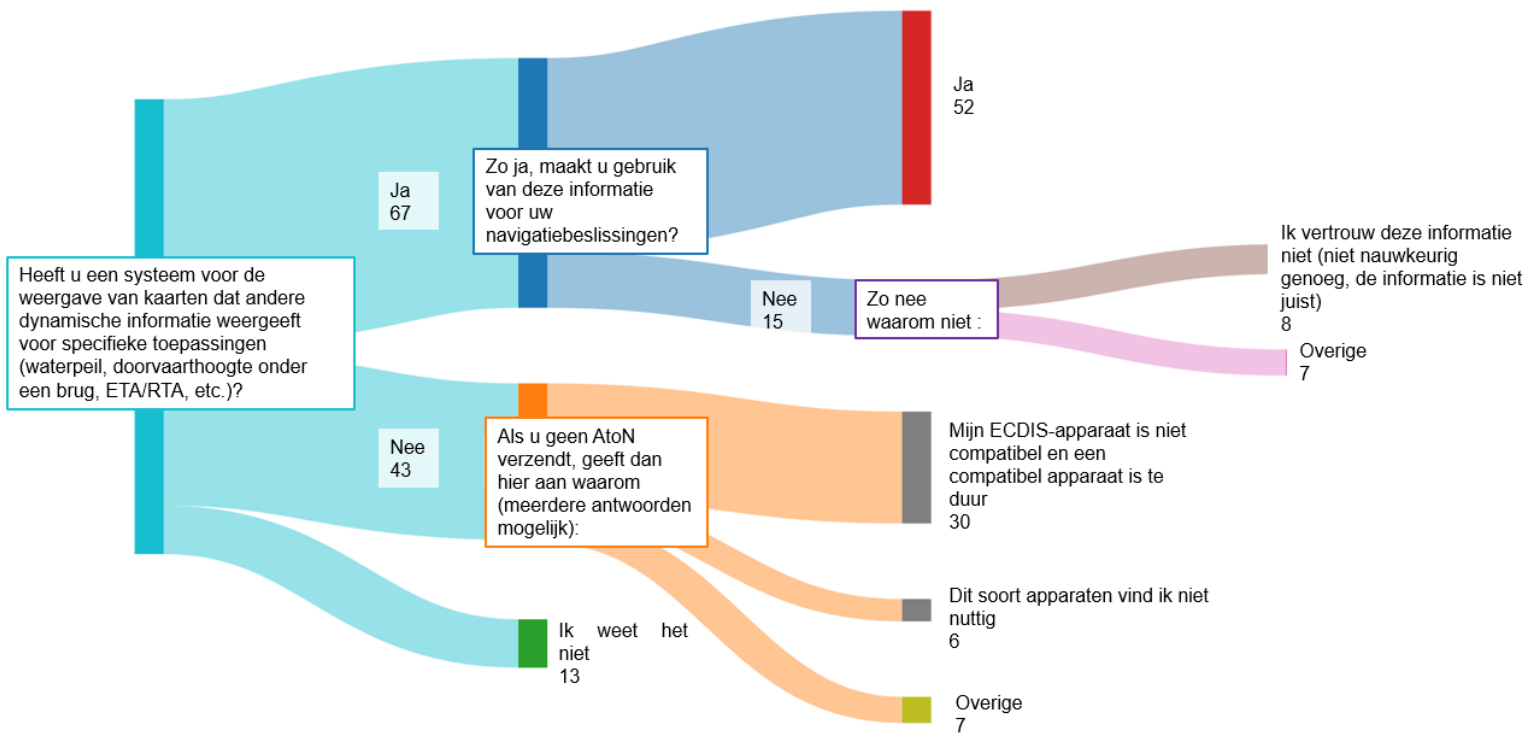 Heeft u een systeem voor de
weergave van kaarten dat andere
dynamische informatie weergeeft
voor specifieke toepassingen
(waterpeil, doorvaarthoogte onder
een brug, ETA/RTA, etc.)?
Ja
67
Nee
43
Ik weet het
niet
13
Zo ja, maakt u gebruik
van deze informatie
voor uw
navigatiebeslissingen?
Ja
52
Nee
15
Zo nee
waarom niet :
Ik vertrouw deze informatie
niet (niet nauwkeurig
genoeg, de informatie is niet
juist)
8
Overige
7
Als u geen AtoN
verzendt, geeft dan
hier aan waarom
(meerdere antwoorden
mogelijk):
Mijn ECDIS-apparaat is niet
compatibel en een
compatibel apparaat is te
duur
30
Dit soort apparaten vind ik niet
nuttig
6
Overige
7